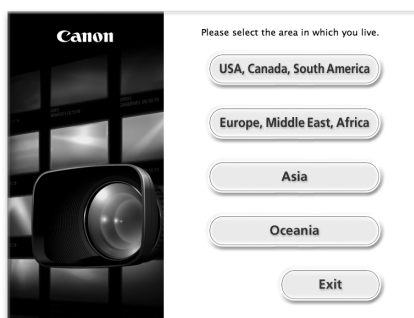 Canon
Please select the area in which you live.
USA, Canada, South America
Europe, Middle East, Africa
Asia
Oceania
Exit